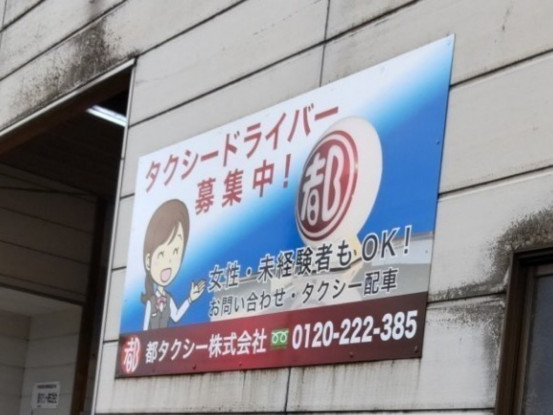 タクシードライバー
募集中!
都
女性・未経験者もOK!
お問い合わせ・タクシー配車
都 都タクシー株式会社 0120-222-385